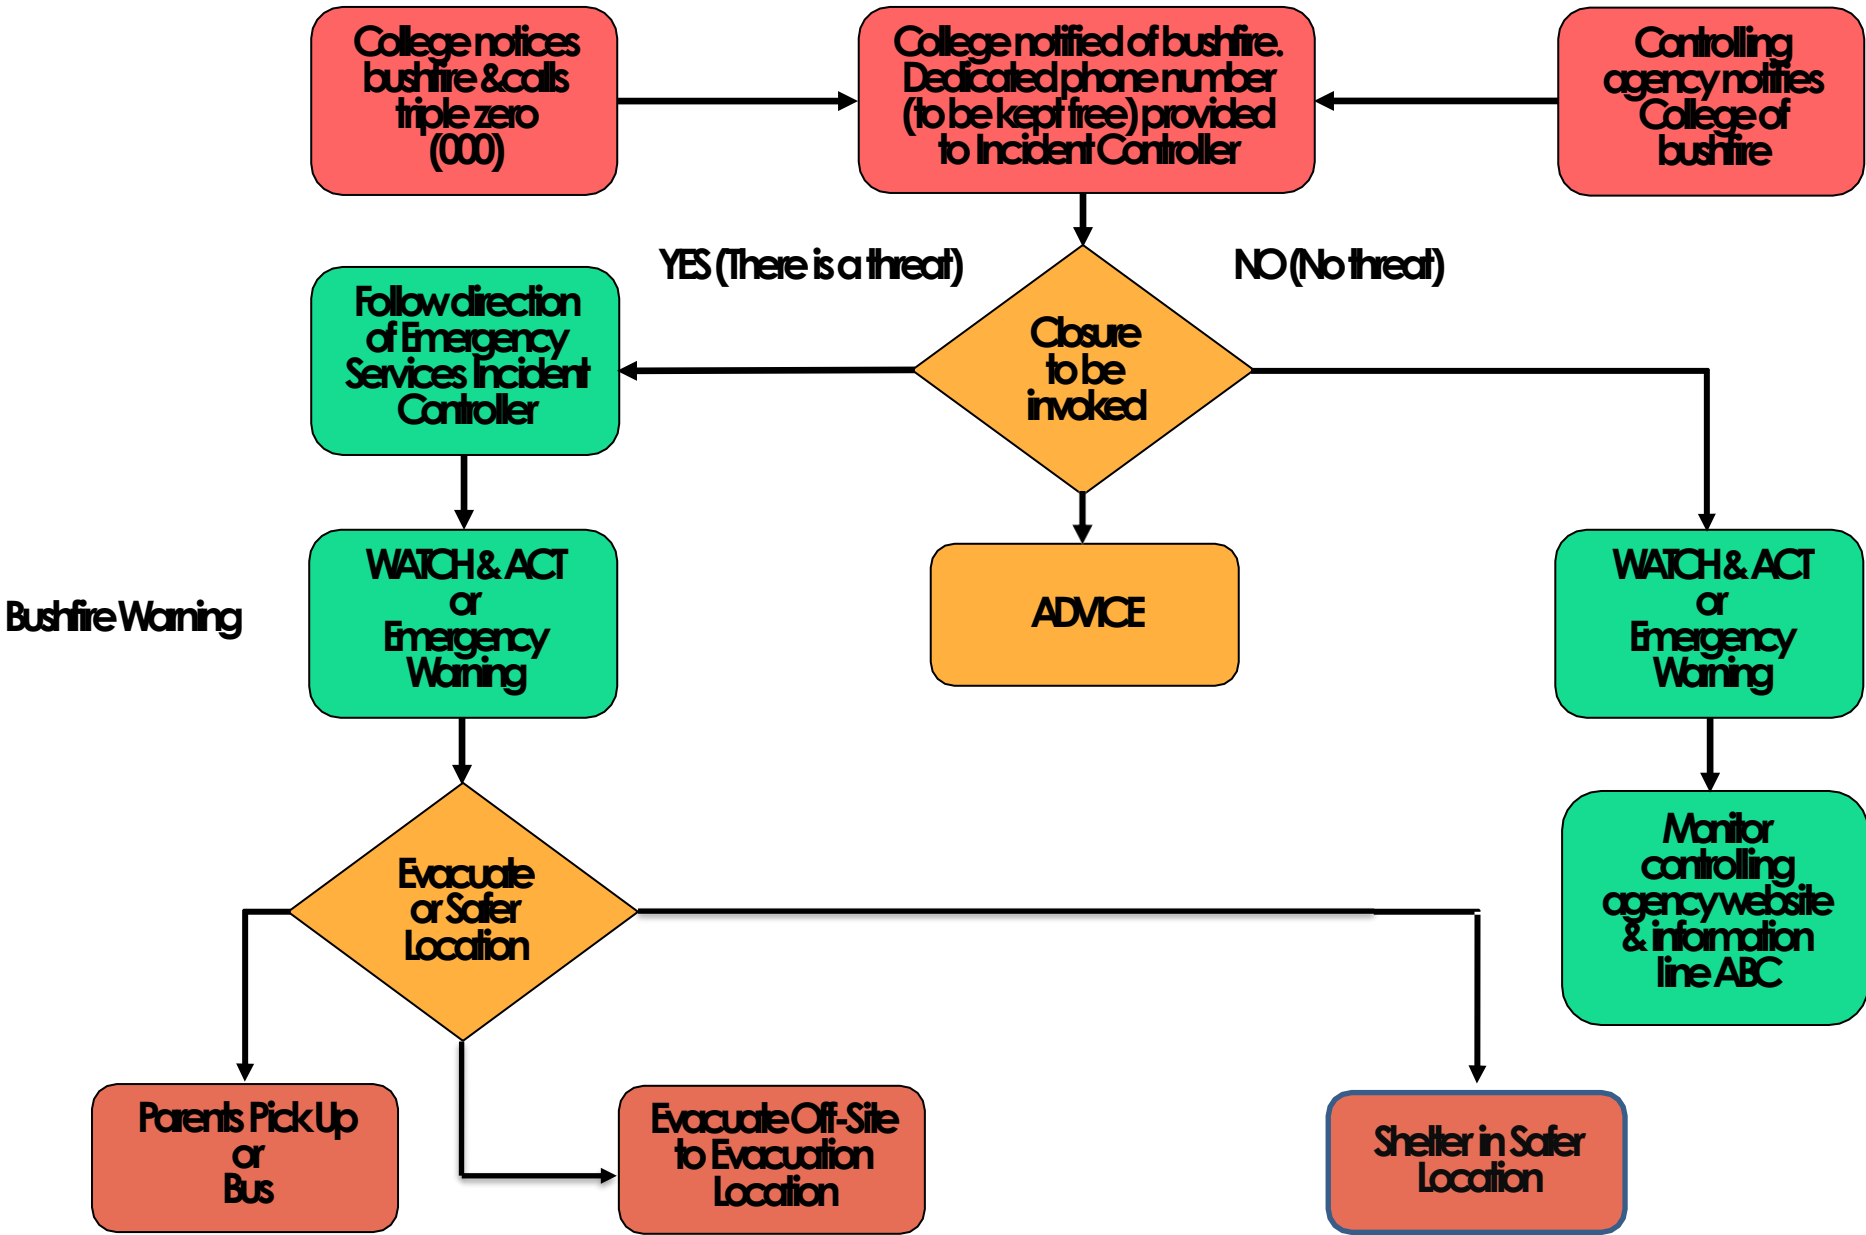 College notices
bushfire & calls
triple zero
(000)
College notified of bushfire.
Dedicated phone number
(to be kept free) provided
to Incident Controller
Controlling
agency notifies
College of
bushfire
YES (There is a threat)
NO (No threat)
Follow direction
of Emergency
Services Incident
Controller
Closure
to be
invoked
Bushfire Warning
WATCH & ACT
or
Emergency
Warning
ADVICE
WATCH & ACT
or
Emergency
Warning
Evacuate
or Safer
Location
Monitor
controlling
agency website
& information
line ABC
Parents Pick Up
or
Bus
Evacuate Off-Site
to Evacuation
Location
Shelter in Safer
Location